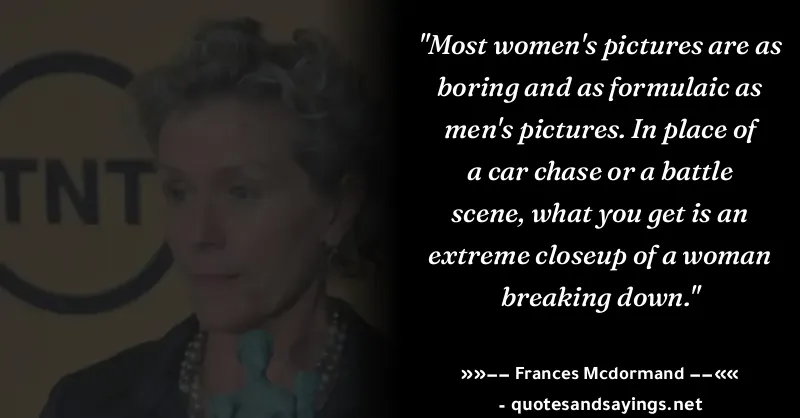 TNT
"Most women's pictures are as
boring and as formulaic as
men's pictures. In place of
a car chase or a battle
scene, what you get is an
extreme closeup of a woman
breaking down."
»»–– Frances Mcdormand ––««
- quotesandsayings.net